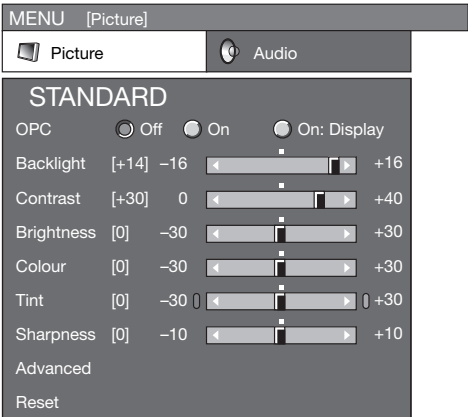 MENU [Picture]
Picture Audio
STANDARD
OPC Off On On: Display
Backlight [+14] –16 +16
Contrast [+30] 0 +40
Brightness [0] –30 +30
Colour [0] –30 +30
Tint [0] –30 +30
Sharpness [0] –10 +10
Advanced
Reset